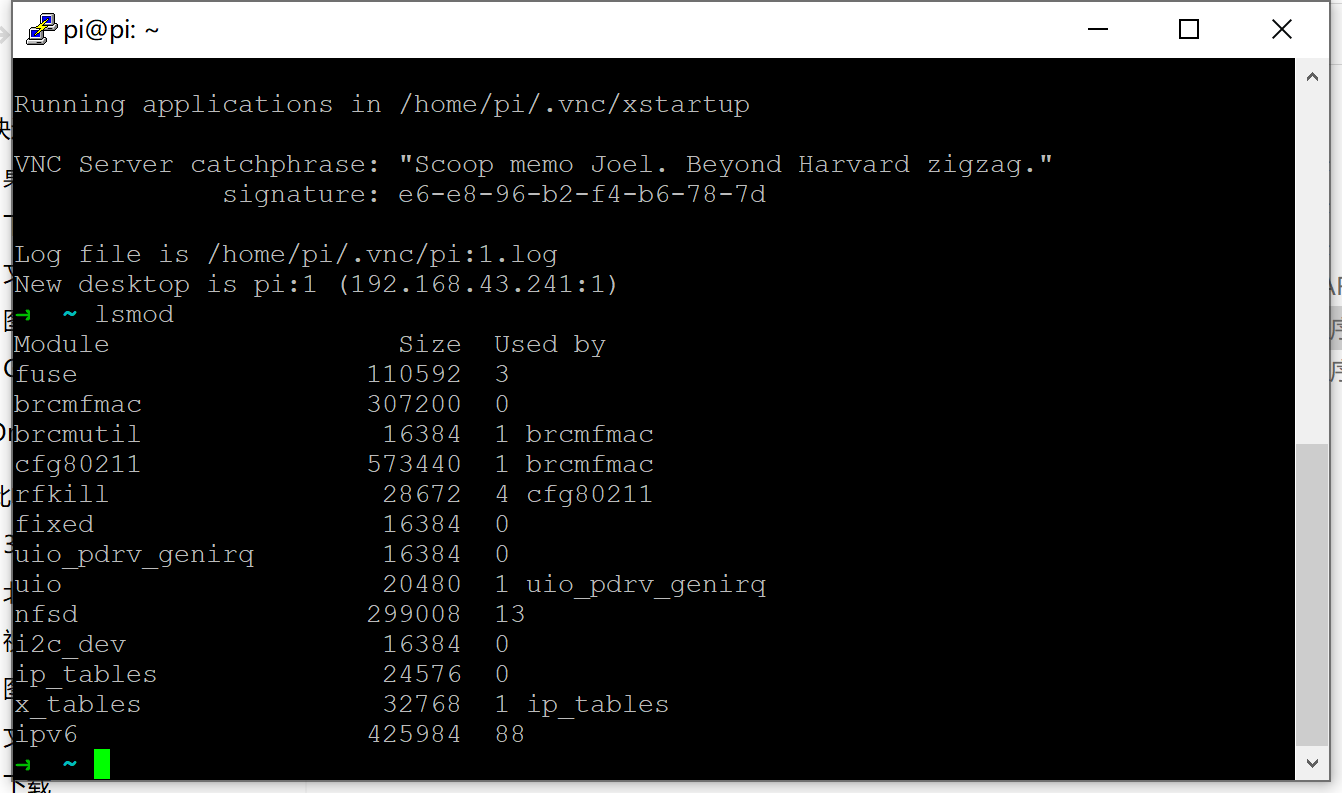 pi@pi: ~
Running applications in /home/pi/.vnc/xstartup
VNC Server catchphrase: "Scoop memo Joel. Beyond Harvard zigzag."
signature: e6-e8-96-b2-f4-b6-78-7d
Log file is /home/pi/.vnc/pi:1.log
New desktop is pi:1 (192.168.43.241:1)
→ ~ lsmod
Module Size Used by
fuse 110592 3
brcmfmac 307200 0
brcmutil 16384 1 brcmfmac
cfg80211 573440 1 brcmfmac
rfkill 28672 4 cfg80211
fixed 16384 0
uio_pdrv_genirq 16384 0
uio 20480 1 uio_pdrv_genirq
nfsd 299008 13
i2c_dev 16384 0
ip_tables 24576 0
x_tables 32768 1 ip_tables
ipv6 425984 88
→ ~
下载